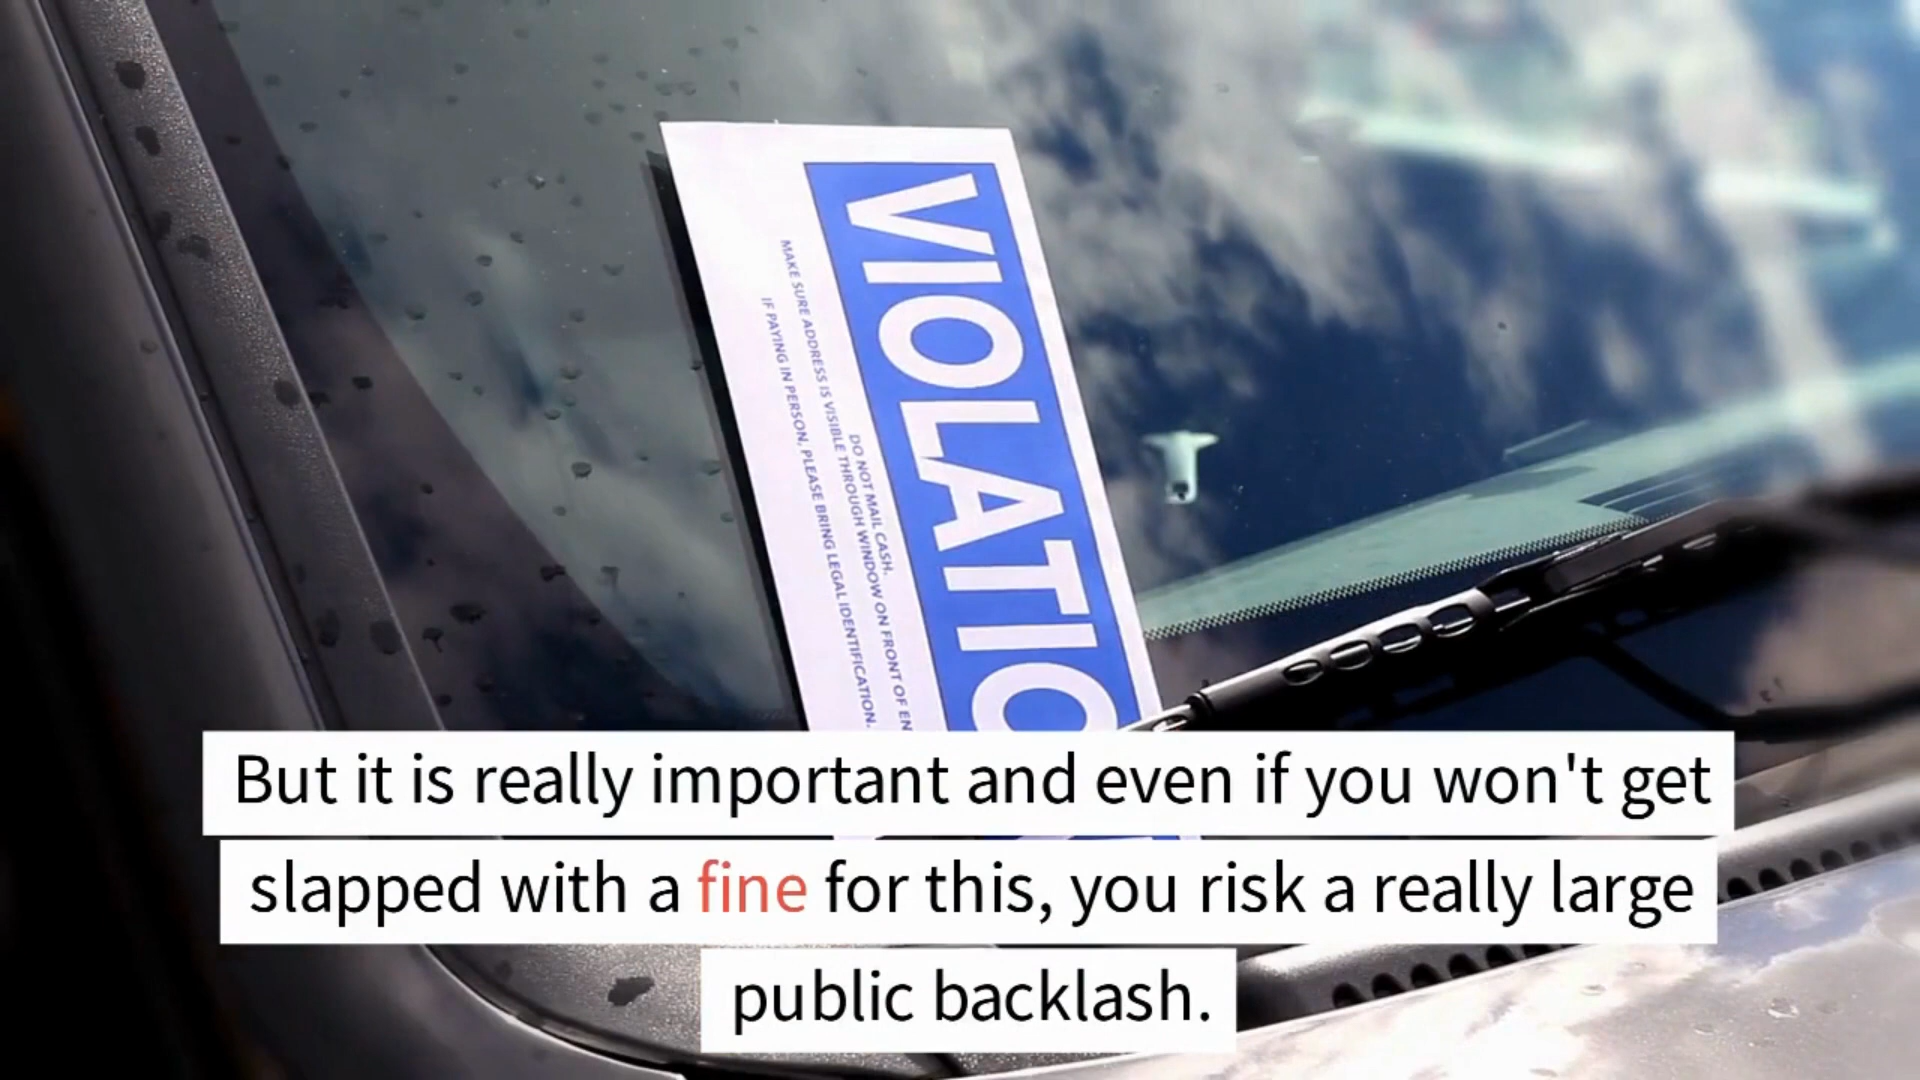 VIOLATIO
DO NOT MAIL CASH.
MAKE SURE ADDRESS IS VISIBLE THROUGH WINDOW ON FRONT OF EN
IF PAYING IN PERSON, PLEASE BRING LEGAL IDENTIFICATION.
But it is really important and even if you won't get
slapped with a fine for this, you risk a really large
public backlash.